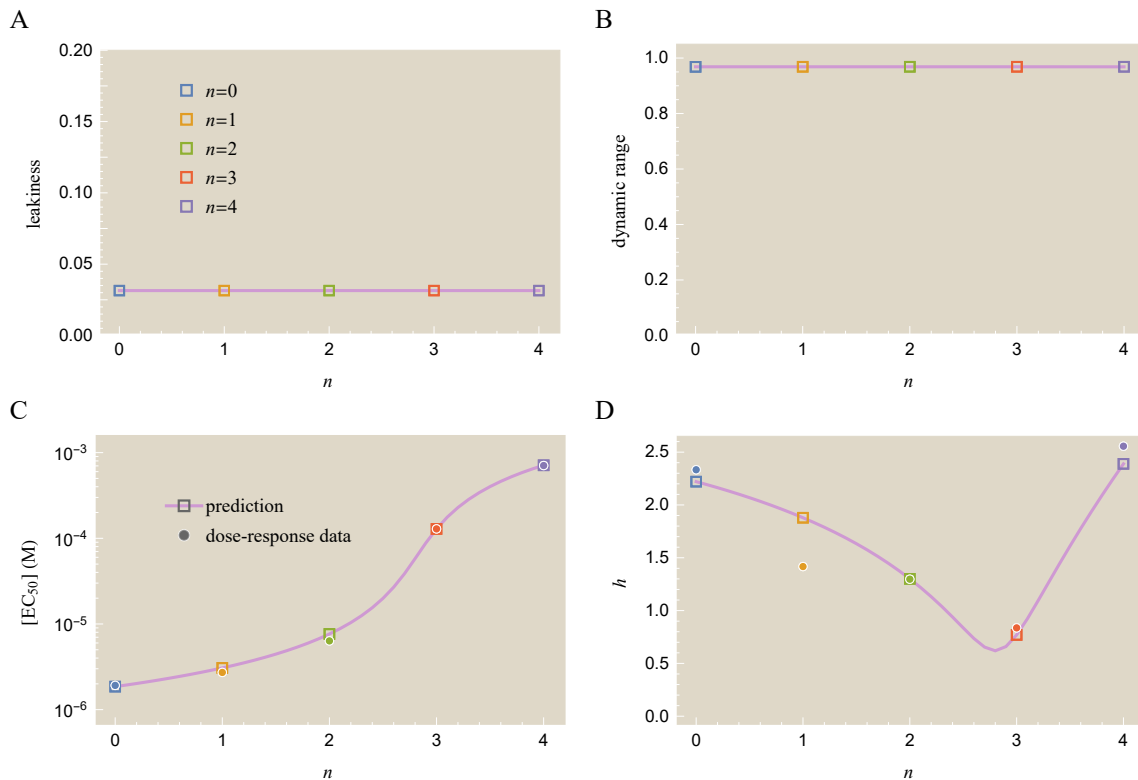 A
0.20
0.15
0.10
0.05
0.00
leakiness
n=0
n=1
n=2
n=3
n=4
0 1 2 3 4
n
B
1.0
0.8
0.6
0.4
0.2
0.0
dynamic range
0 1 2 3 4
n
C
10⁻³
10⁻⁴
10⁻⁵
10⁻⁶
[EC₅₀] (M)
prediction
dose-response data
0 1 2 3 4
n
D
2.5
2.0
1.5
1.0
0.5
0.0
h
0 1 2 3 4
n